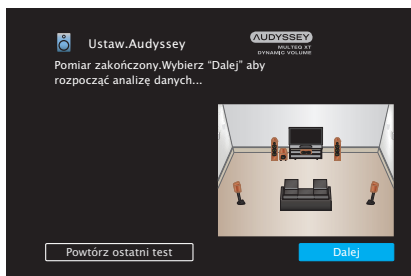 Ustaw.Audyssey
AUDYSSEY
MULTEQ XT
DYNAMIC VOLUME
Pomiar zakończony.Wybierz “Dalej” aby
rozpocząć analizę danych...
Powtórz ostatni test
Dalej